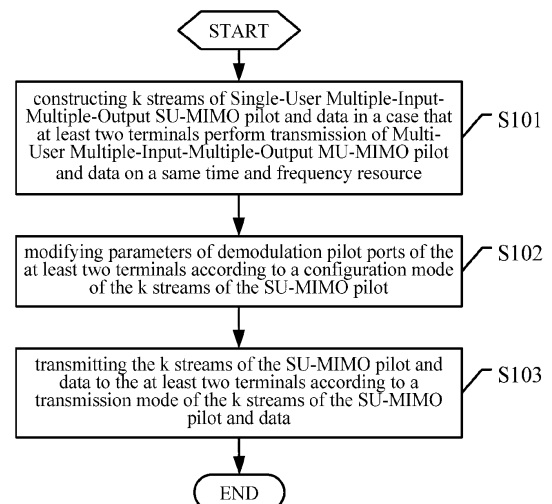 START
constructing k streams of Single-User Multiple-Input-
Multiple-Output SU-MIMO pilot and data in a case that
at least two terminals perform transmission of Multi-
User Multiple-Input-Multiple-Output MU-MIMO pilot
and data on a same time and frequency resource
S101
modifying parameters of demodulation pilot ports of the
at least two terminals according to a configuration mode
of the k streams of the SU-MIMO pilot
S102
transmitting the k streams of the SU-MIMO pilot and
data to the at least two terminals according to a
transmission mode of the k streams of the SU-MIMO
pilot and data
S103
END